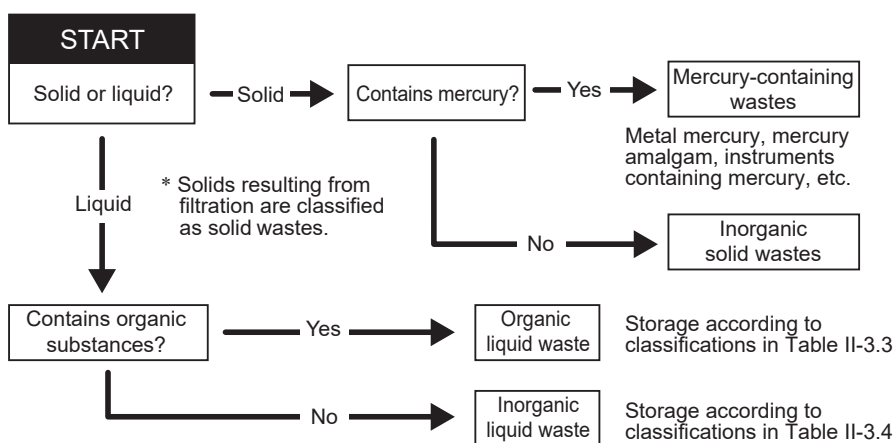 START
Solid or liquid?
Solid
Contains mercury?
Yes
Mercury-containing
wastes
Metal mercury, mercury
amalgam, instruments
containing mercury, etc.
Liquid
* Solids resulting from
filtration are classified
as solid wastes.
No
Inorganic
solid wastes
Contains organic
substances?
Yes
Organic
liquid waste
Storage according to
classifications in Table II-3.3
No
Inorganic
liquid waste
Storage according to
classifications in Table II-3.4